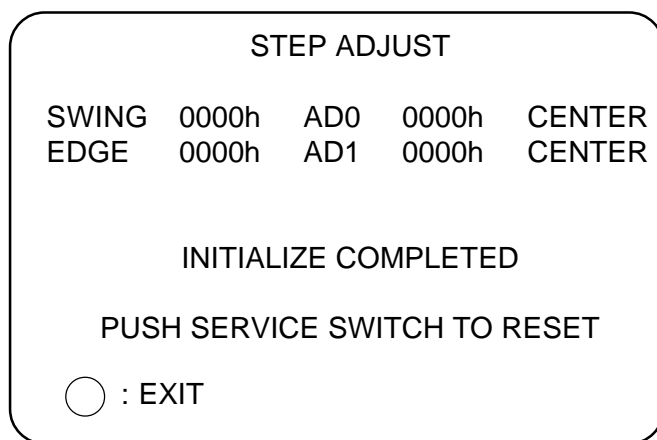 STEP ADJUST
SWING 0000h AD0 0000h CENTER
EDGE 0000h AD1 0000h CENTER
INITIALIZE COMPLETED
PUSH SERVICE SWITCH TO RESET
: EXIT